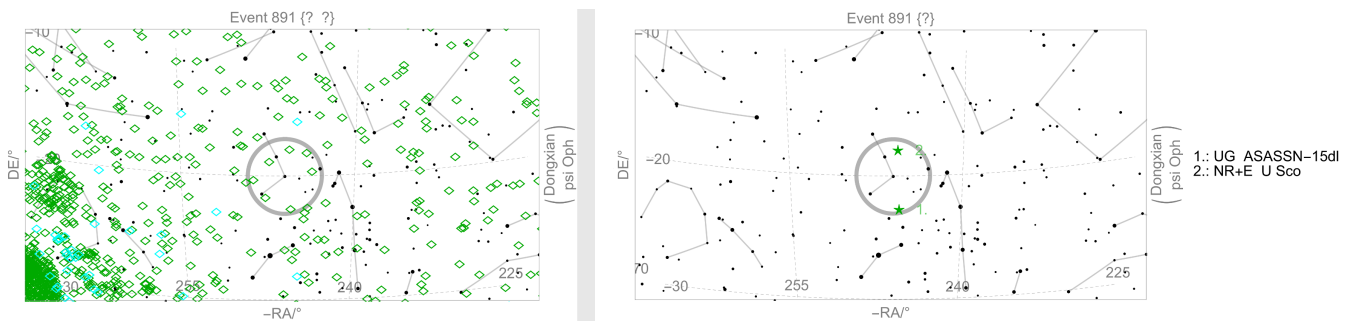 Event 891 {?  ?}
−10
DE/°
−30
255
240
225
−RA/°
(Dongxian
psi Oph)
Event 891 {?}
−10
−20
DE/°
70
−30
255
240
225
−RA/°
(Dongxian
psi Oph)
2.
1.
1.: UG  ASASSN−15dl
2.: NR+E  U Sco